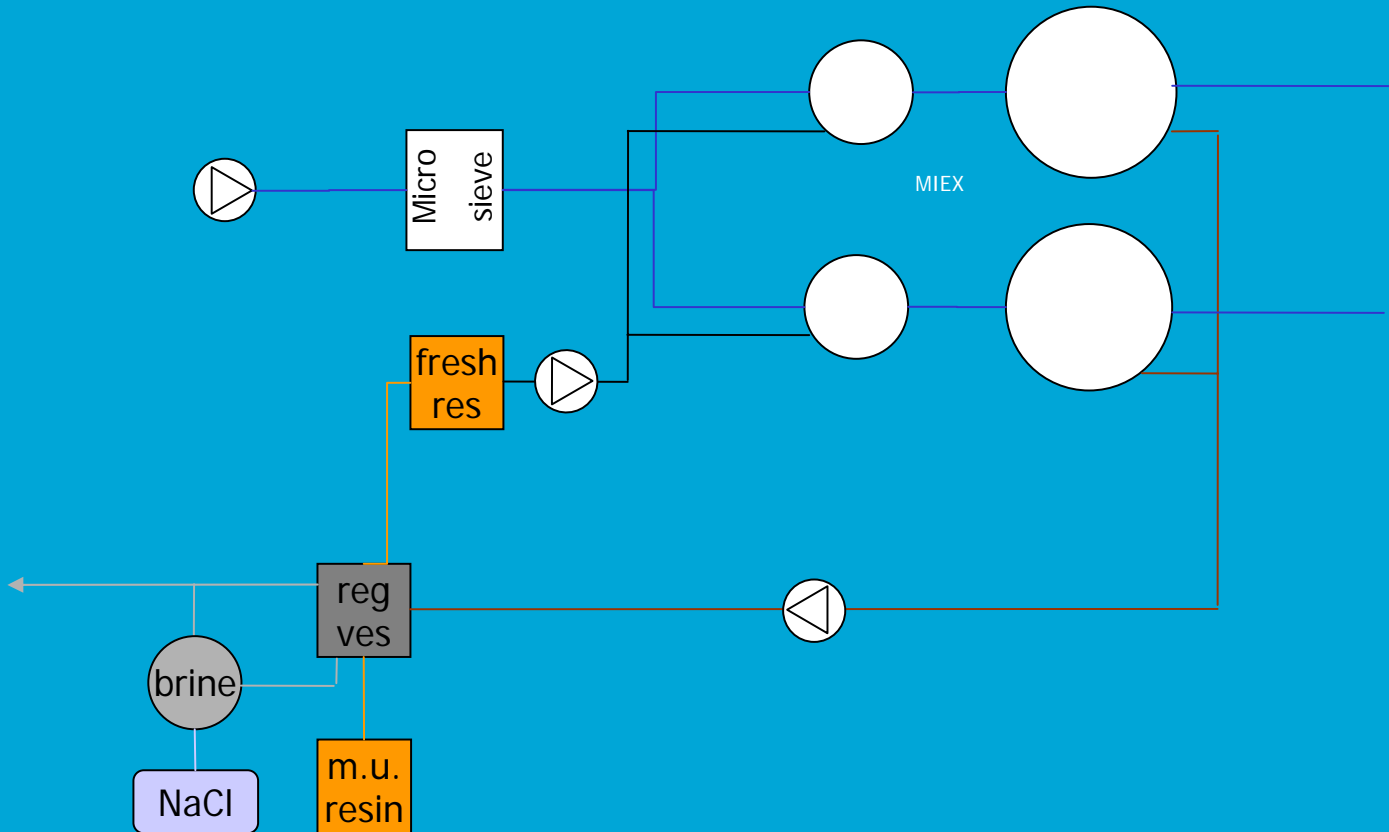 Micro
sieve
MIEX
fresh
res
reg
ves
brine
m.u.
resin
NaCl